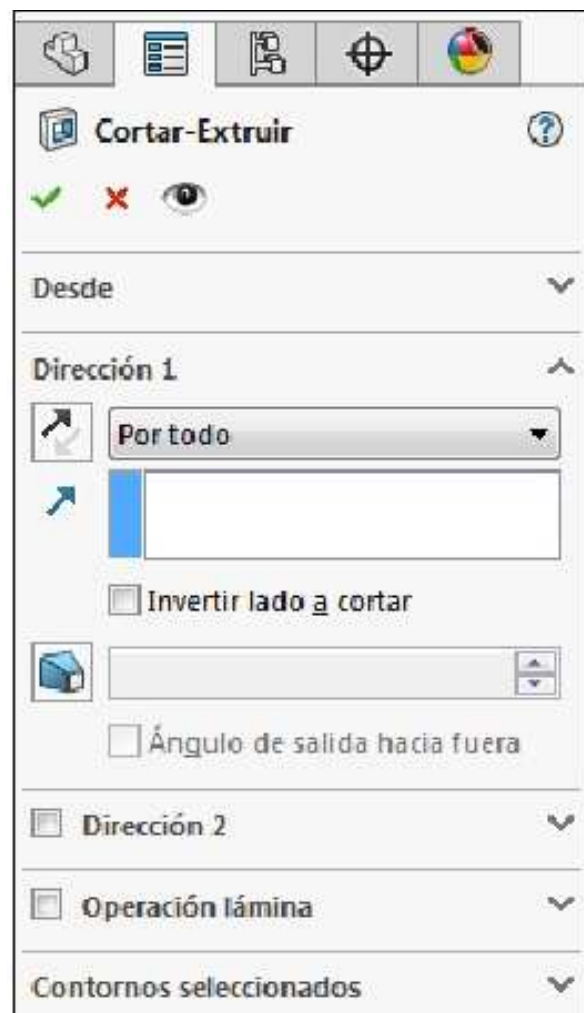 Cortar-Extruir
Desde
Dirección 1
Por todo
Invertir lado a cortar
Ángulo de salida hacia fuera
Dirección 2
Operación lámina
Contornos seleccionados